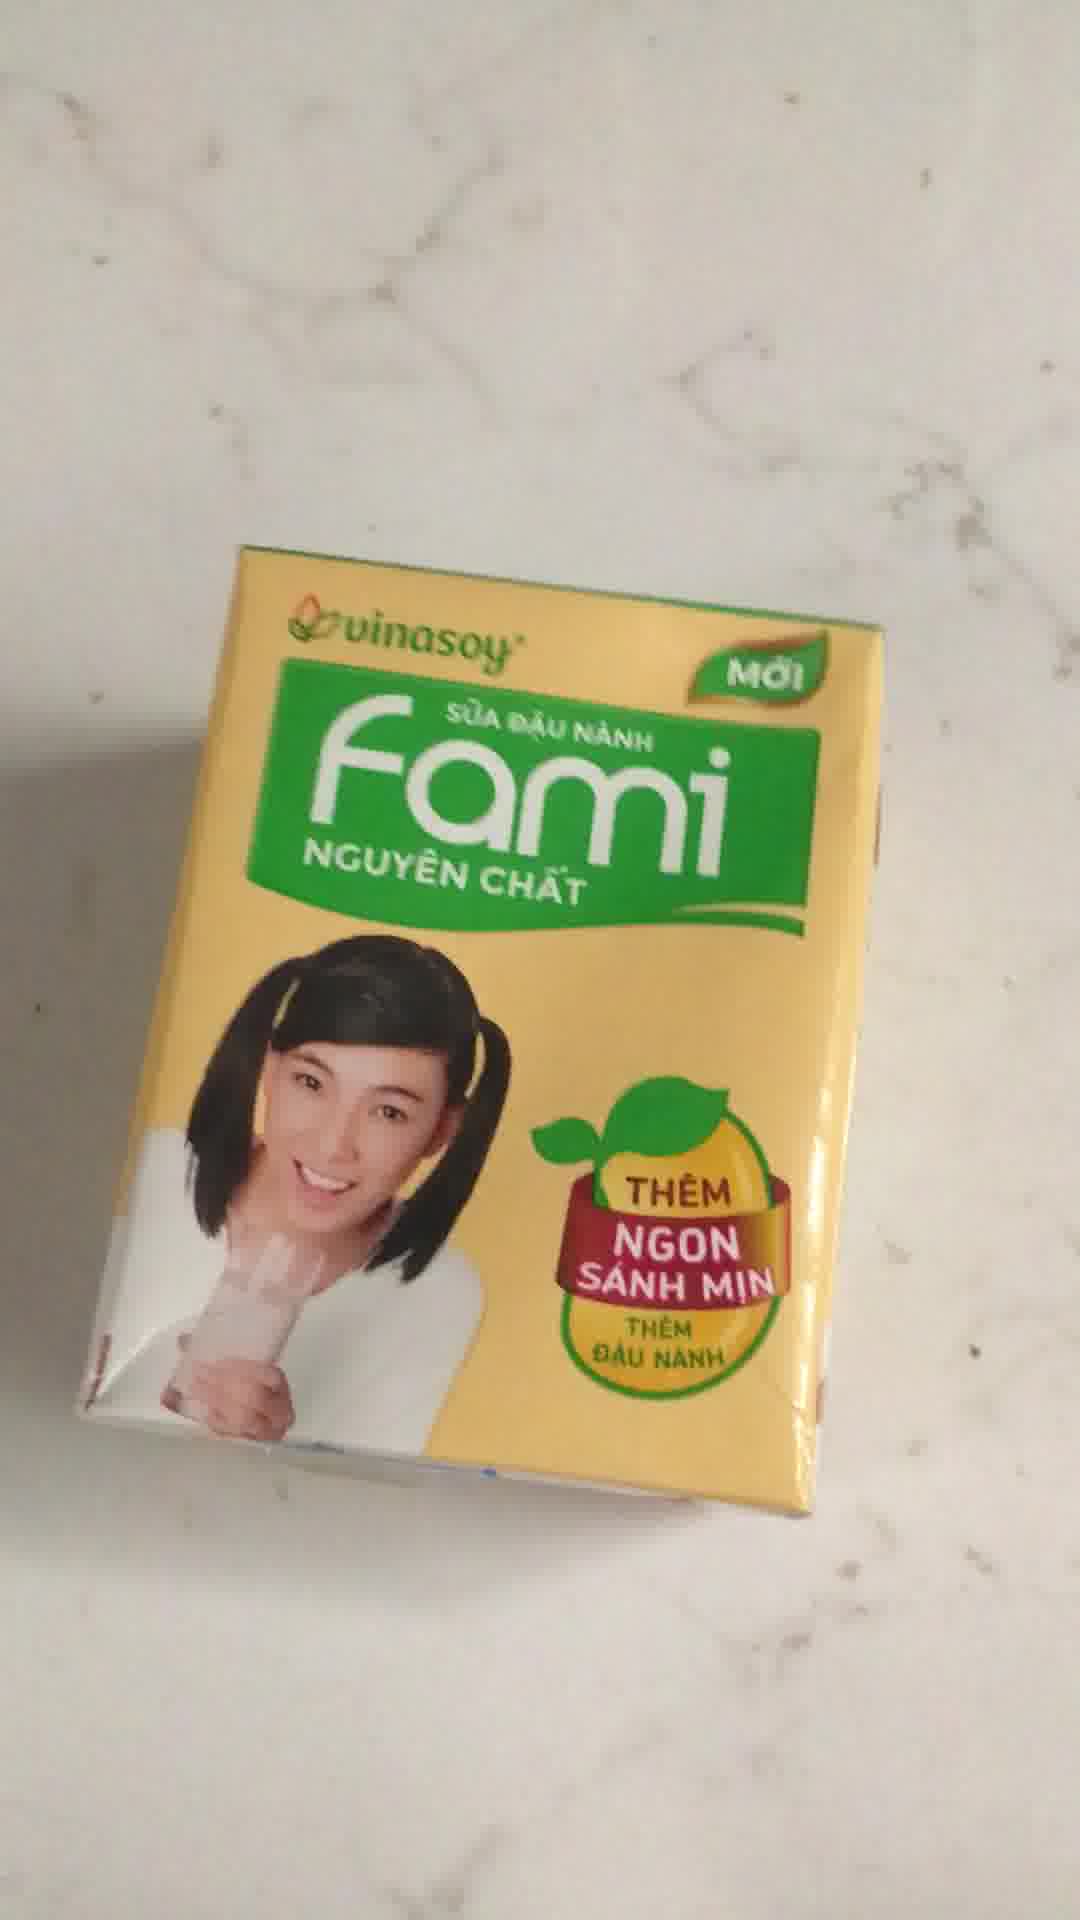 vinasoy
MỚI
SỮA ĐẬU NÀNH
Fami
NGUYÊN CHẤT
THÊM
NGON
SÁNH MỊN
THÊM
ĐẬU NÀNH